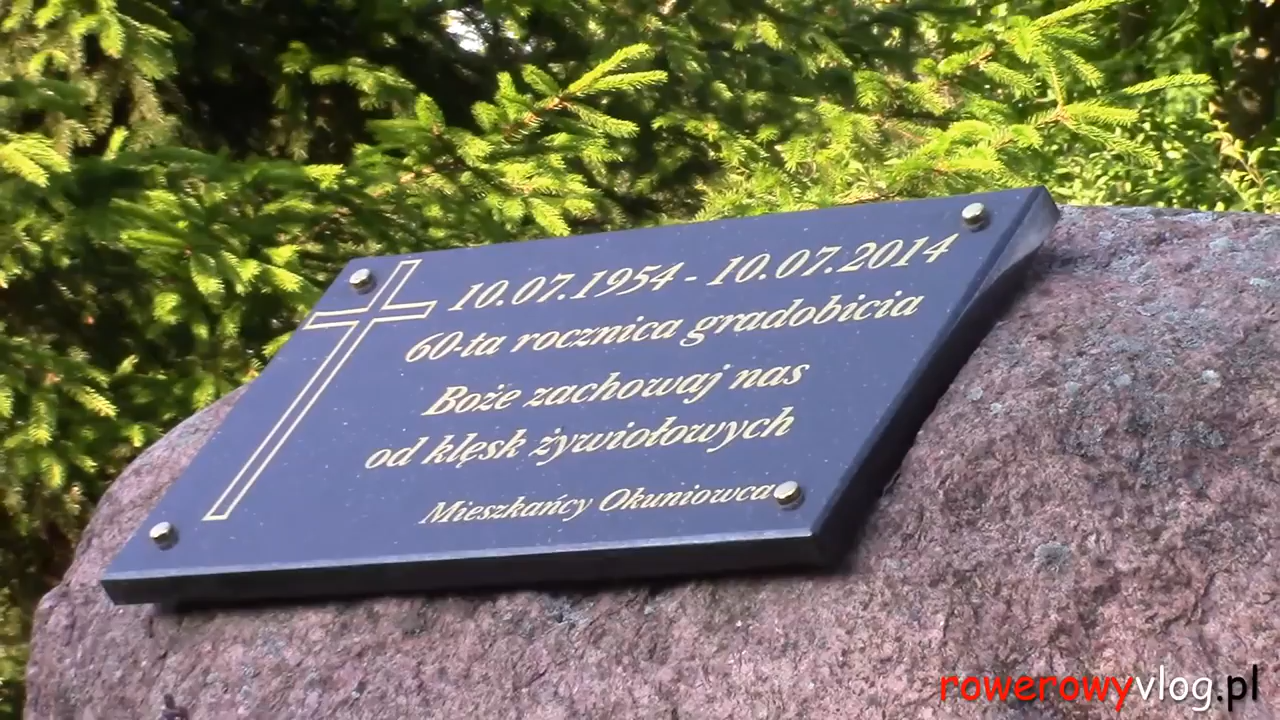 10.07.1954 - 10.07.2014
60-ta rocznica gradobicia
Boże zachowaj nas
od klęsk żywiołowych
Mieszkańcy Okuniowca
rowerowyvlog.pl